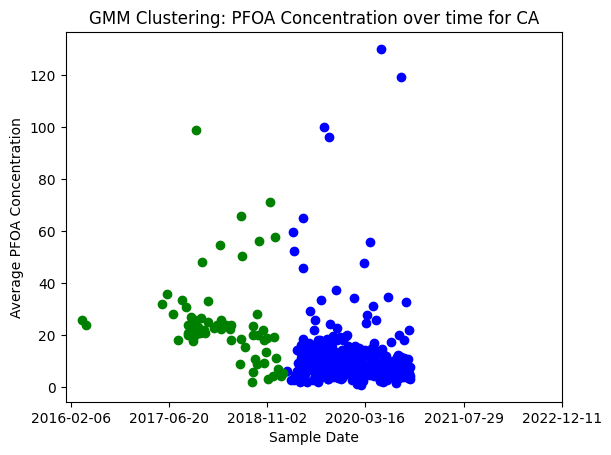 GMM Clustering: PFOA Concentration over time for CA
120
100
80
60
40
20
0
Average PFOA Concentration
2016-02-06 2017-06-20 2018-11-02 2020-03-16 2021-07-29 2022-12-11
Sample Date